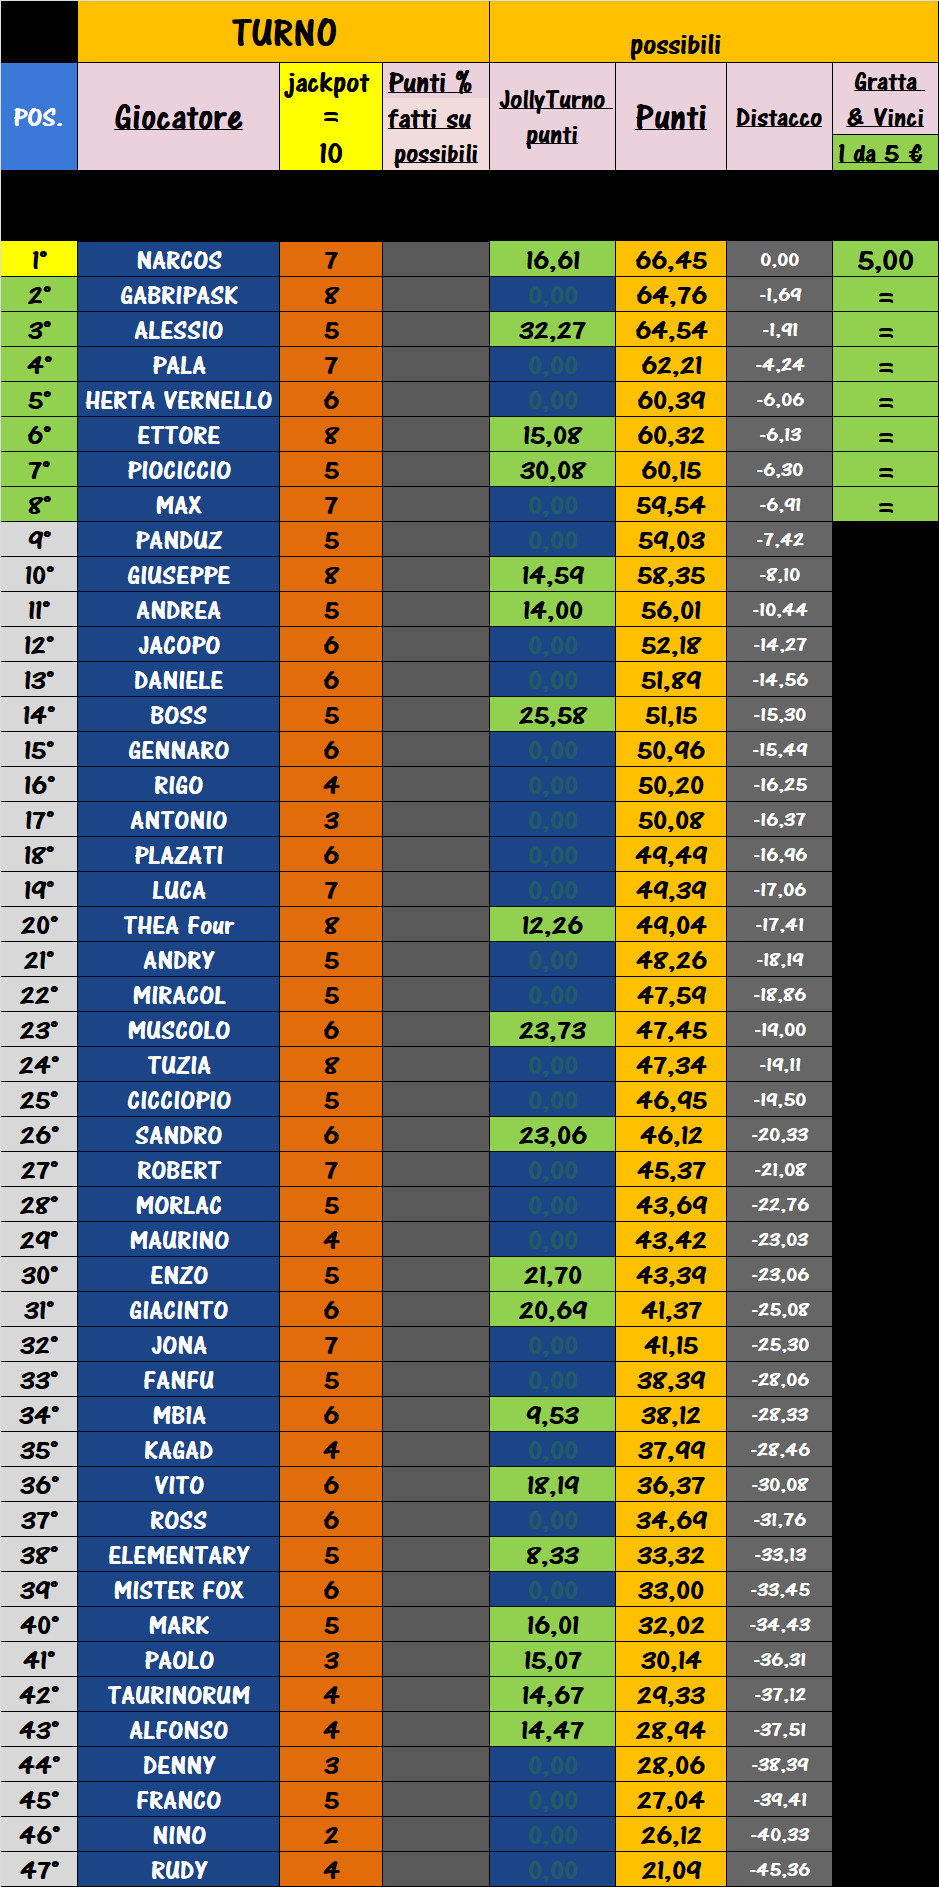 TURNO
possibili
POS. Giocatore jackpot = 10 Punti % fatti su possibili JollyTurno punti Punti Distacco Gratta & Vinci 1 da 5 €
1° NARCOS 7 16,61 66,45 0,00 5,00
2° GABRIPASK 8 0,00 64,76 -1,69 =
3° ALESSIO 5 32,27 64,54 -1,91 =
4° PALA 7 0,00 62,21 -4,24 =
5° HERTA VERNELLO 6 0,00 60,39 -6,06 =
6° ETTORE 8 15,08 60,32 -6,13 =
7° PIOCICCIO 5 30,08 60,15 -6,30 =
8° MAX 7 0,00 59,54 -6,91 =
9° PANDUZ 5 0,00 59,03 -7,42
10° GIUSEPPE 8 14,59 58,35 -8,10
11° ANDREA 5 14,00 56,01 -10,44
12° JACOPO 6 0,00 52,18 -14,27
13° DANIELE 6 0,00 51,89 -14,56
14° BOSS 5 25,58 51,15 -15,30
15° GENNARO 6 0,00 50,96 -15,49
16° RIGO 4 0,00 50,20 -16,25
17° ANTONIO 3 0,00 50,08 -16,37
18° PLAZATI 6 0,00 49,49 -16,96
19° LUCA 7 0,00 49,39 -17,06
20° THEA Four 8 12,26 49,04 -17,41
21° ANDRY 5 0,00 48,26 -18,19
22° MIRACOL 5 0,00 47,59 -18,86
23° MUSCOLO 6 23,73 47,45 -19,00
24° TUZIA 8 0,00 47,34 -19,11
25° CICCIOPIO 5 0,00 46,95 -19,50
26° SANDRO 6 23,06 46,12 -20,33
27° ROBERT 7 0,00 45,37 -21,08
28° MORLAC 5 0,00 43,69 -22,76
29° MAURINO 4 0,00 43,42 -23,03
30° ENZO 5 21,70 43,39 -23,06
31° GIACINTO 6 20,69 41,37 -25,08
32° JONA 7 0,00 41,15 -25,30
33° FANFU 5 0,00 38,39 -28,06
34° MB1A 6 9,53 38,12 -28,33
35° KAGAD 4 0,00 37,99 -28,46
36° VITO 6 18,19 36,37 -30,08
37° ROSS 6 0,00 34,69 -31,76
38° ELEMENTARY 5 8,33 33,32 -33,13
39° MISTER FOX 6 0,00 33,00 -33,45
40° MARK 5 16,01 32,02 -34,43
41° PAOLO 3 15,07 30,14 -36,31
42° TAURINORUM 4 14,67 29,33 -37,12
43° ALFONSO 4 14,47 28,94 -37,51
44° DENNY 3 0,00 28,06 -38,39
45° FRANCO 5 0,00 27,04 -39,41
46° NINO 2 0,00 26,12 -40,33
47° RUDY 4 0,00 21,09 -45,36